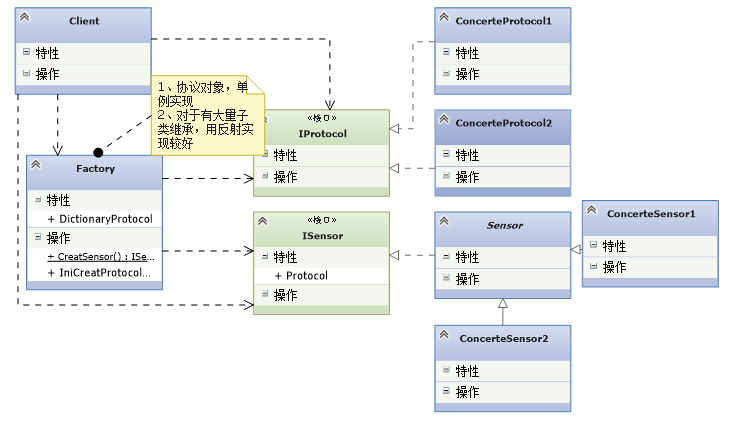 Client
特性
操作
1、协议对象，单
例实现
2、对于有大量子
类继承，用反射实
现较好
«接口»
IProtocol
特性
操作
ConcerteProtocol1
特性
操作
ConcerteProtocol2
特性
操作
Factory
特性
+ DictionaryProtocol
操作
+ CreatSensor() : ISe...
+ IniCreatProtocol...
«接口»
ISensor
特性
+ Protocol
操作
Sensor
特性
操作
ConcerteSensor1
特性
操作
ConcerteSensor2
特性
操作